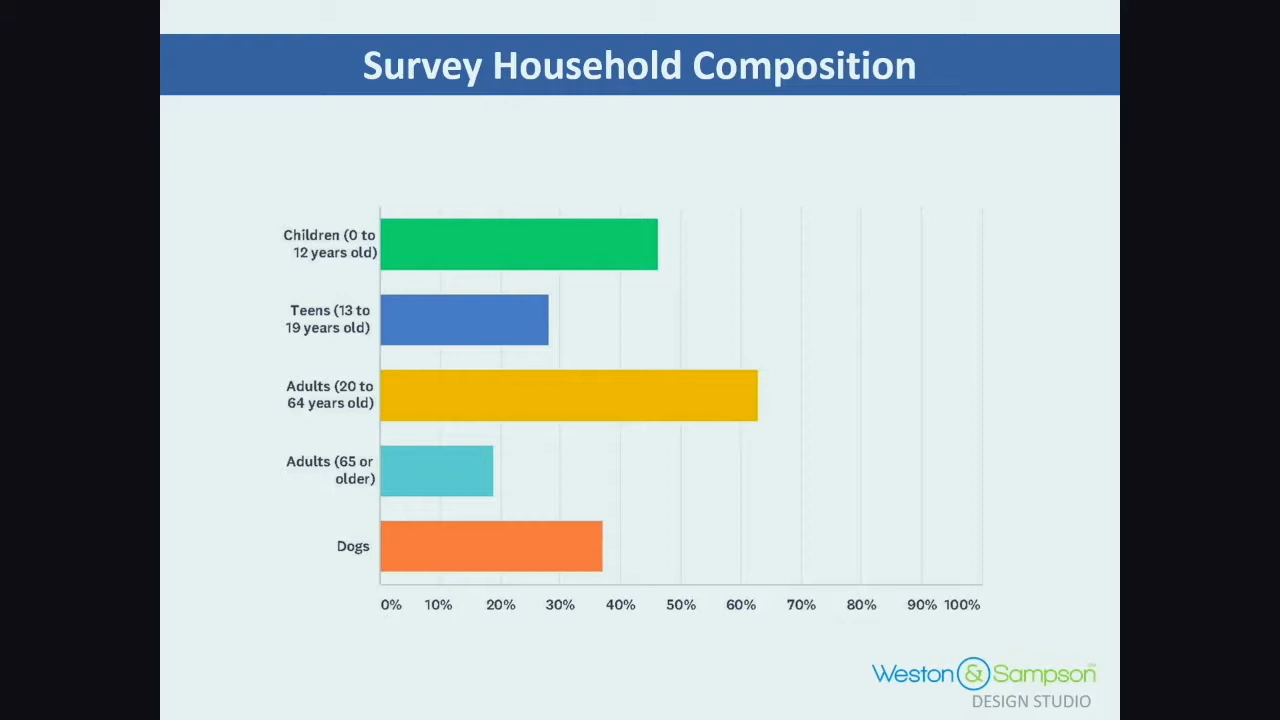 Survey Household Composition
Children (0 to
12 years old)
Teens (13 to
19 years old)
Adults (20 to
64 years old)
Adults (65 or
older)
Dogs
0% 10% 20% 30% 40% 50% 60% 70% 80% 90% 100%
Weston & Sampson
DESIGN STUDIO